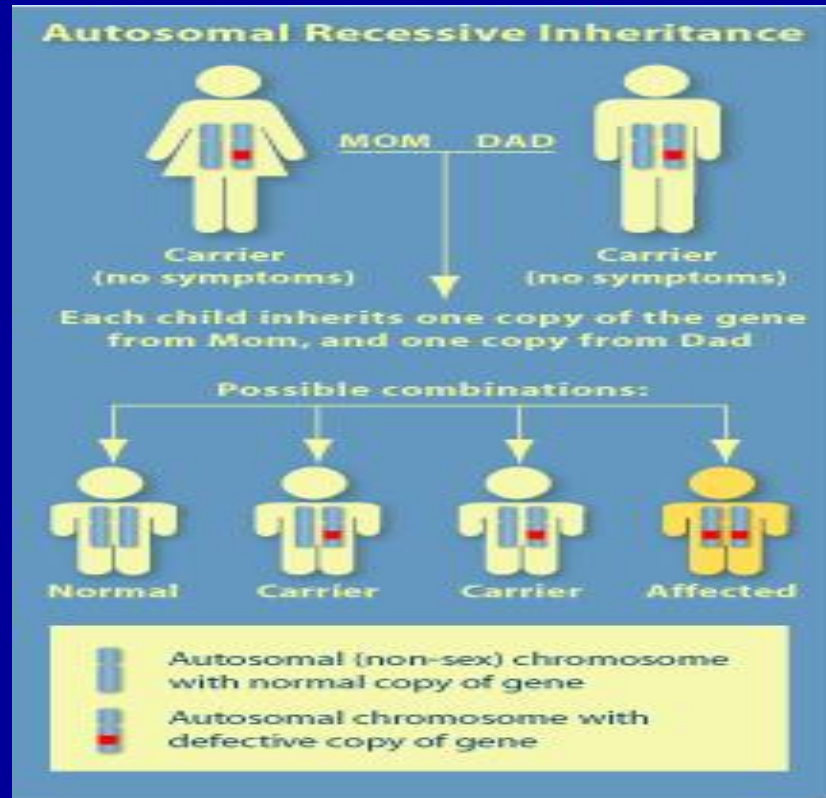 Autosomal Recessive Inheritance
MOM DAD
Carrier
(no symptoms)
Carrier
(no symptoms)
Each child inherits one copy of the gene
from Mom, and one copy from Dad
Possible combinations:
Normal Carrier Carrier Affected
Autosomal (non-sex) chromosome
with normal copy of gene
Autosomal chromosome with
defective copy of gene